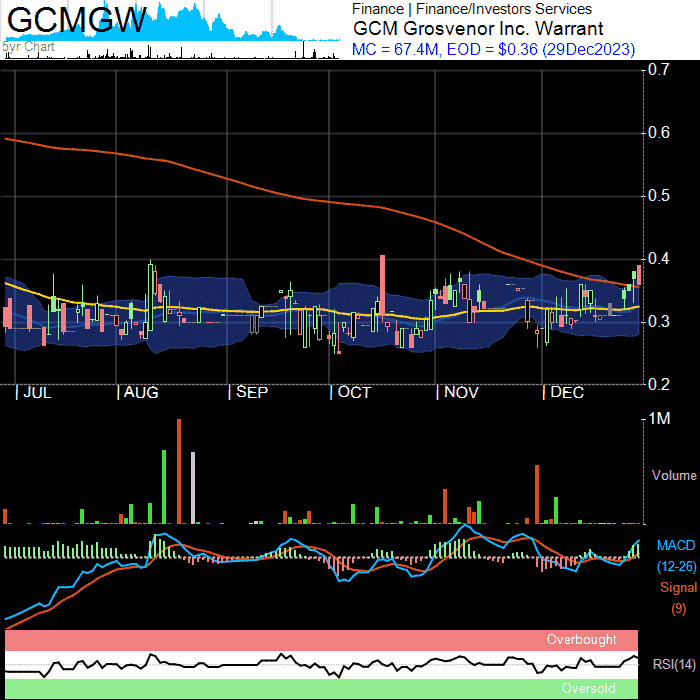 GCMGW
5yr Chart
Finance | Finance/Investors Services
GCM Grosvenor Inc. Warrant
MC = 67.4M, EOD = $0.36 (29Dec2023)
0.7
0.6
0.5
0.4
0.3
0.2
JUL AUG SEP OCT NOV DEC
1M
Volume
MACD
(12-26)
Signal
(9)
Overbought
RSI(14)
Oversold